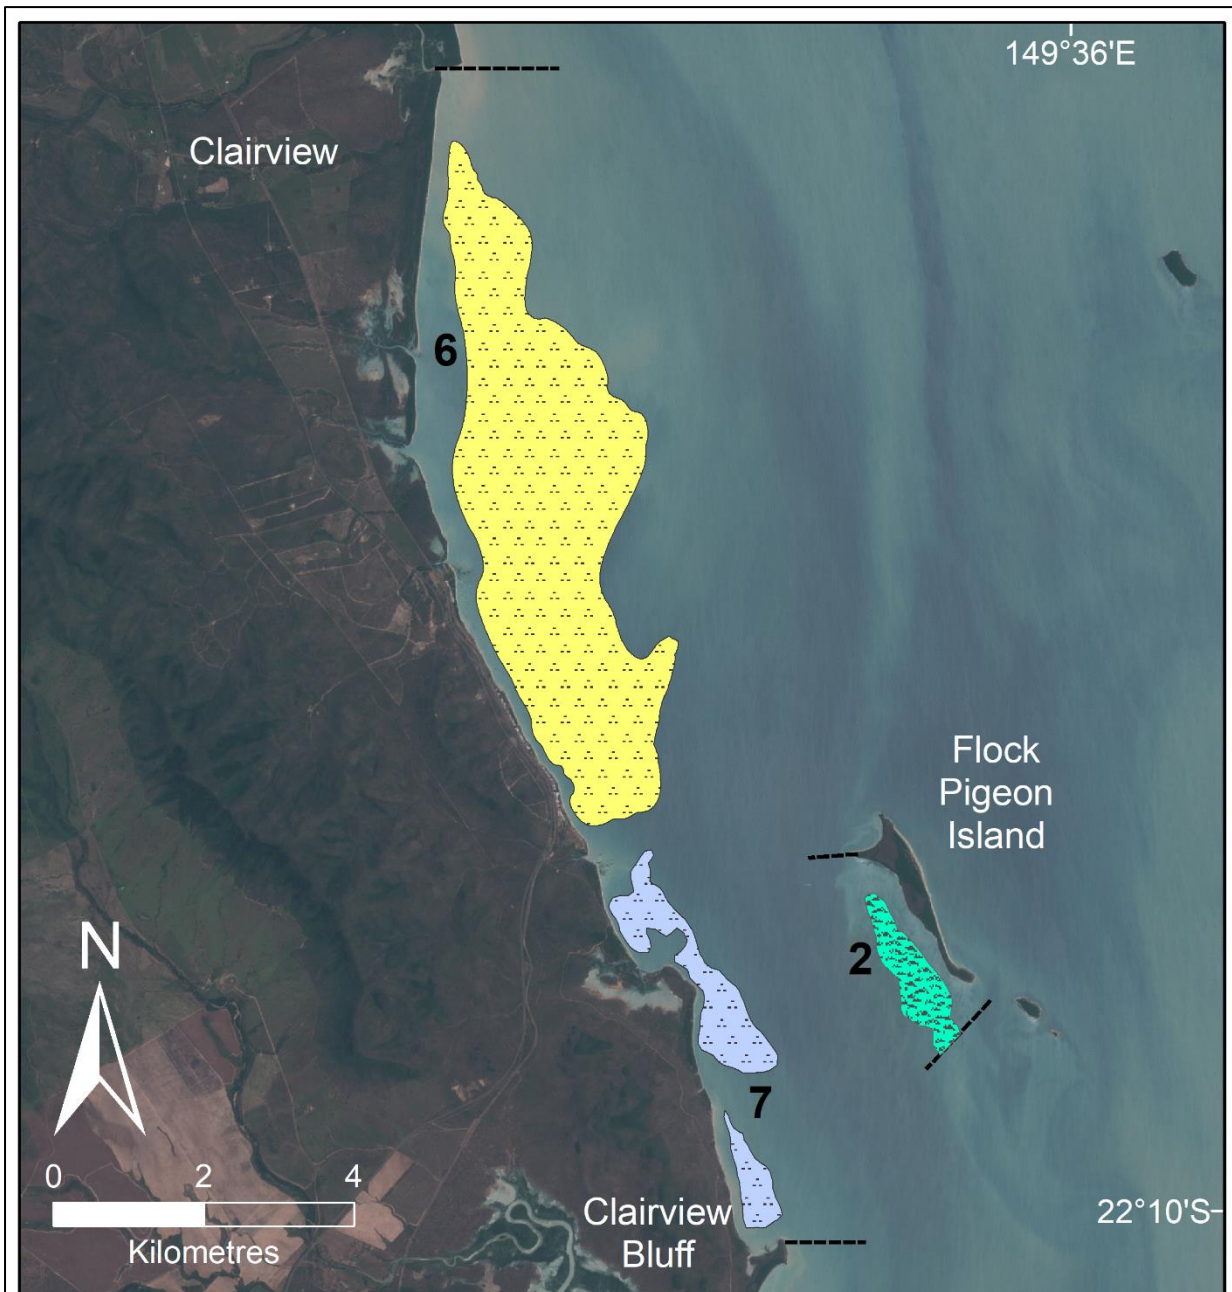 149°36'E
Clairview
6
Flock
Pigeon
Island
2
N
7
0 2 4
Kilometres
Clairview
Bluff
22°10'S